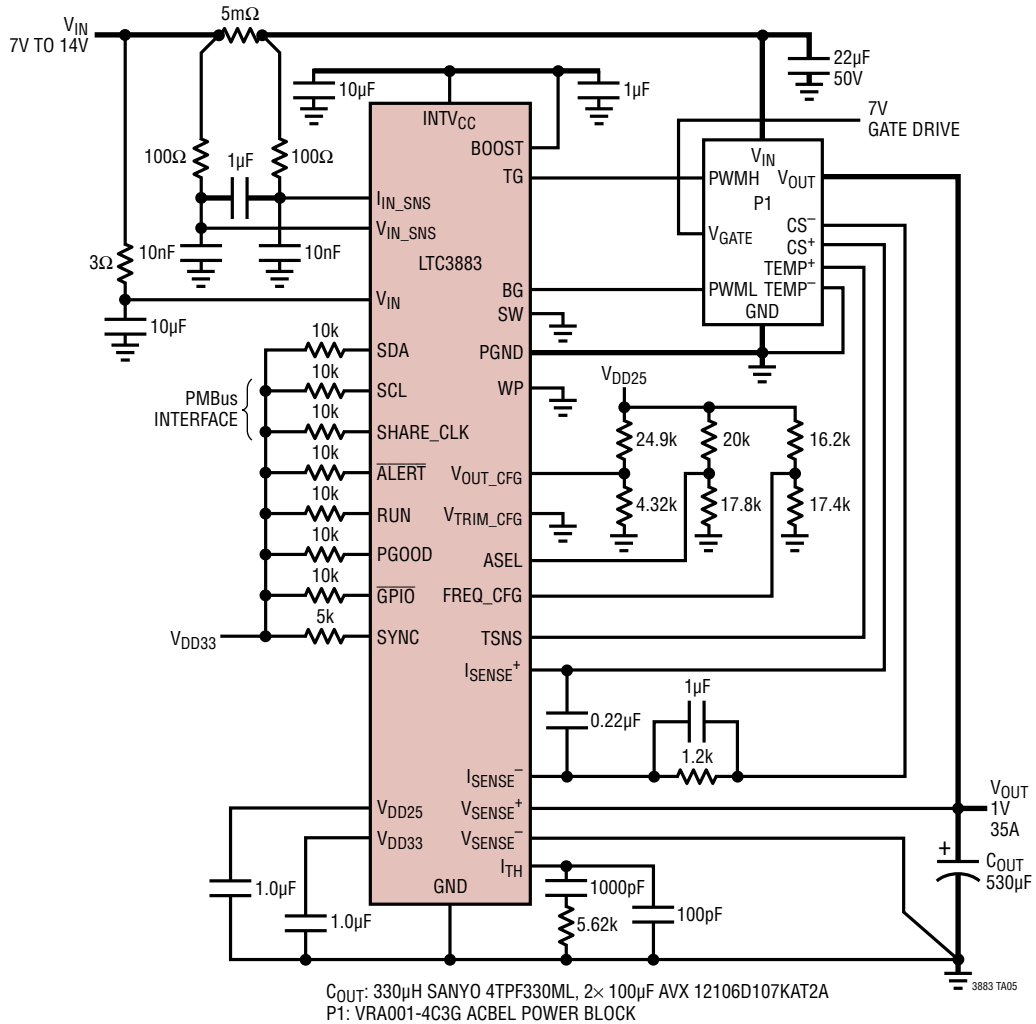 VIN
7V TO 14V
5mΩ
10µF
1µF
22µF
50V
7V
GATE DRIVE
100Ω
1µF
100Ω
10nF
10nF
3Ω
10µF
INTVCC
BOOST
TG
IIN_SNS
VIN_SNS
LTC3883
VIN
BG
SW
PGND
WP
VIN
PWMH
VOUT
P1
CS–
VGATE
CS+
TEMP+
PWML
TEMP–
GND
PMBus
INTERFACE
10k
SDA
10k
SCL
10k
SHARE_CLK
10k
ALERT
10k
RUN
10k
PGOOD
10k
GPIO
5k
SYNC
VDD33
VDD25
24.9k
20k
16.2k
VOUT_CFG
4.32k
17.8k
17.4k
VTRIM_CFG
ASEL
FREQ_CFG
TSNS
ISENSE+
0.22µF
1µF
1.2k
ISENSE–
VDD25
VSENSE+
VOUT
1V
35A
VDD33
VSENSE–
ITH
GND
1.0µF
1.0µF
1000pF
5.62k
100pF
+
COUT
530µF
3883 TA05
COUT: 330µH SANYO 4TPF330ML, 2× 100µF AVX 12106D107KAT2A
P1: VRA001-4C3G ACBEL POWER BLOCK